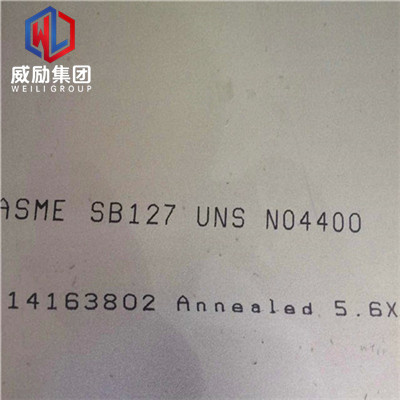 威励集团
WEILI GROUP
ASME SB127 UNS N04400
14163802 Annealed 5.6X